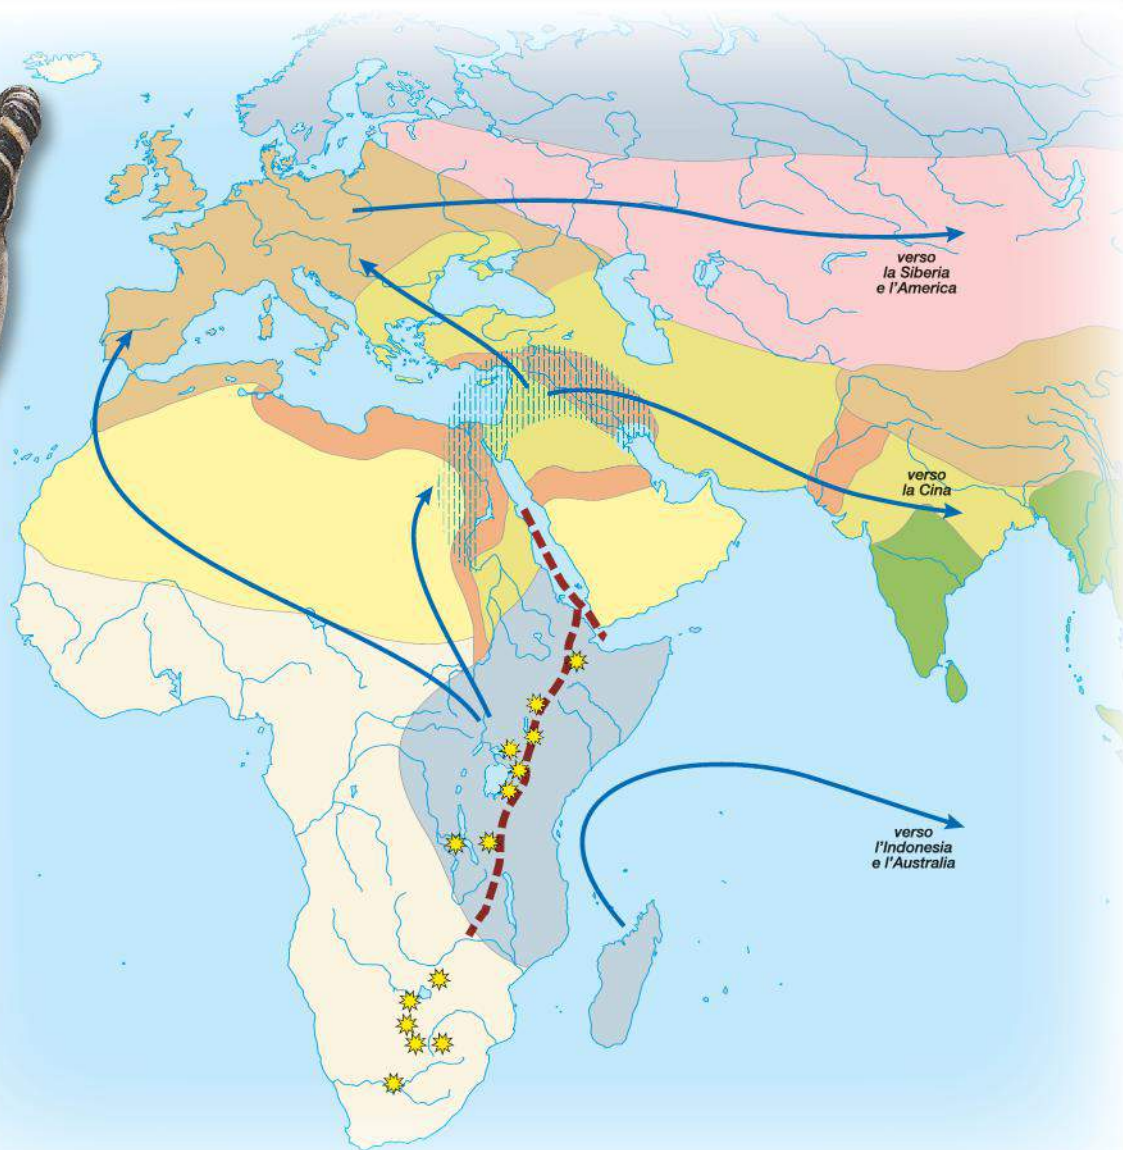 verso
la Siberia
e l'America
verso
la Cina
verso
l'Indonesia
e l'Australia